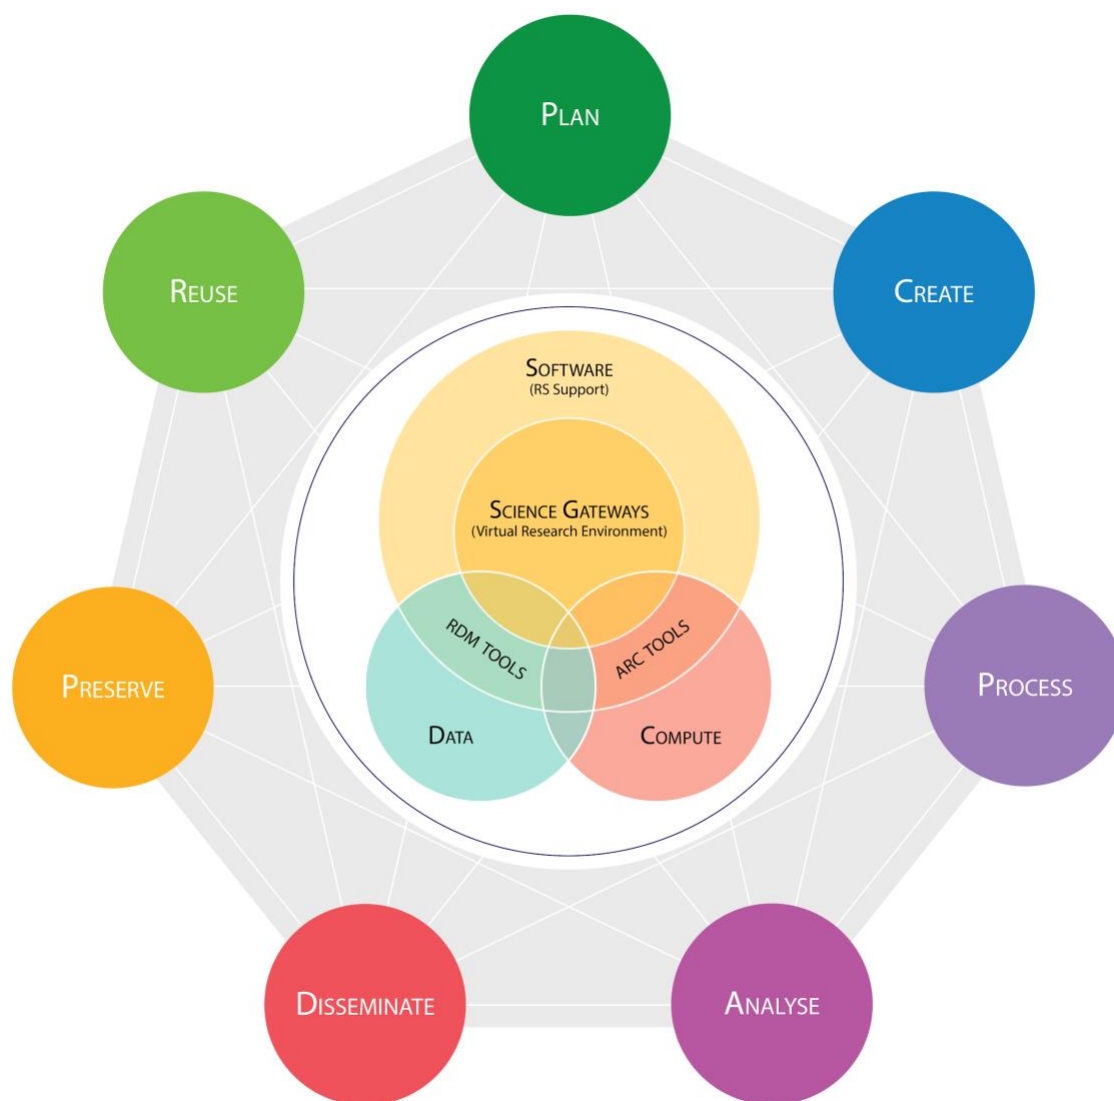 PLAN
REUSE
CREATE
SOFTWARE
(RS Support)
SCIENCE GATEWAYS
(Virtual Research Environment)
RDM TOOLS
ARC TOOLS
PRESERVE
PROCESS
DATA
COMPUTE
DISSEMINATE
ANALYSE